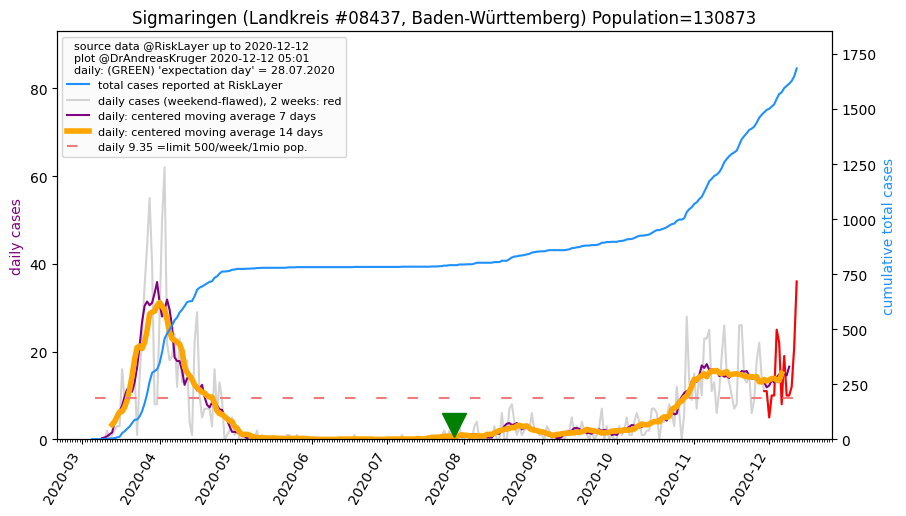 Sigmaringen (Landkreis #08437, Baden-Württemberg) Population=130873
source data @RiskLayer up to 2020-12-12
plot @DrAndreasKruger 2020-12-12 05:01
daily: (GREEN) 'expectation day' = 28.07.2020
total cases reported at RiskLayer
daily cases (weekend-flawed), 2 weeks: red
daily: centered moving average 7 days
daily: centered moving average 14 days
daily 9.35 =limit 500/week/1mio pop.
daily cases
80
60
40
20
0
1750
1500
1250
1000
750
500
250
0
cumulative total cases
2020-03
2020-04
2020-05
2020-06
2020-07
2020-08
2020-09
2020-10
2020-11
2020-12